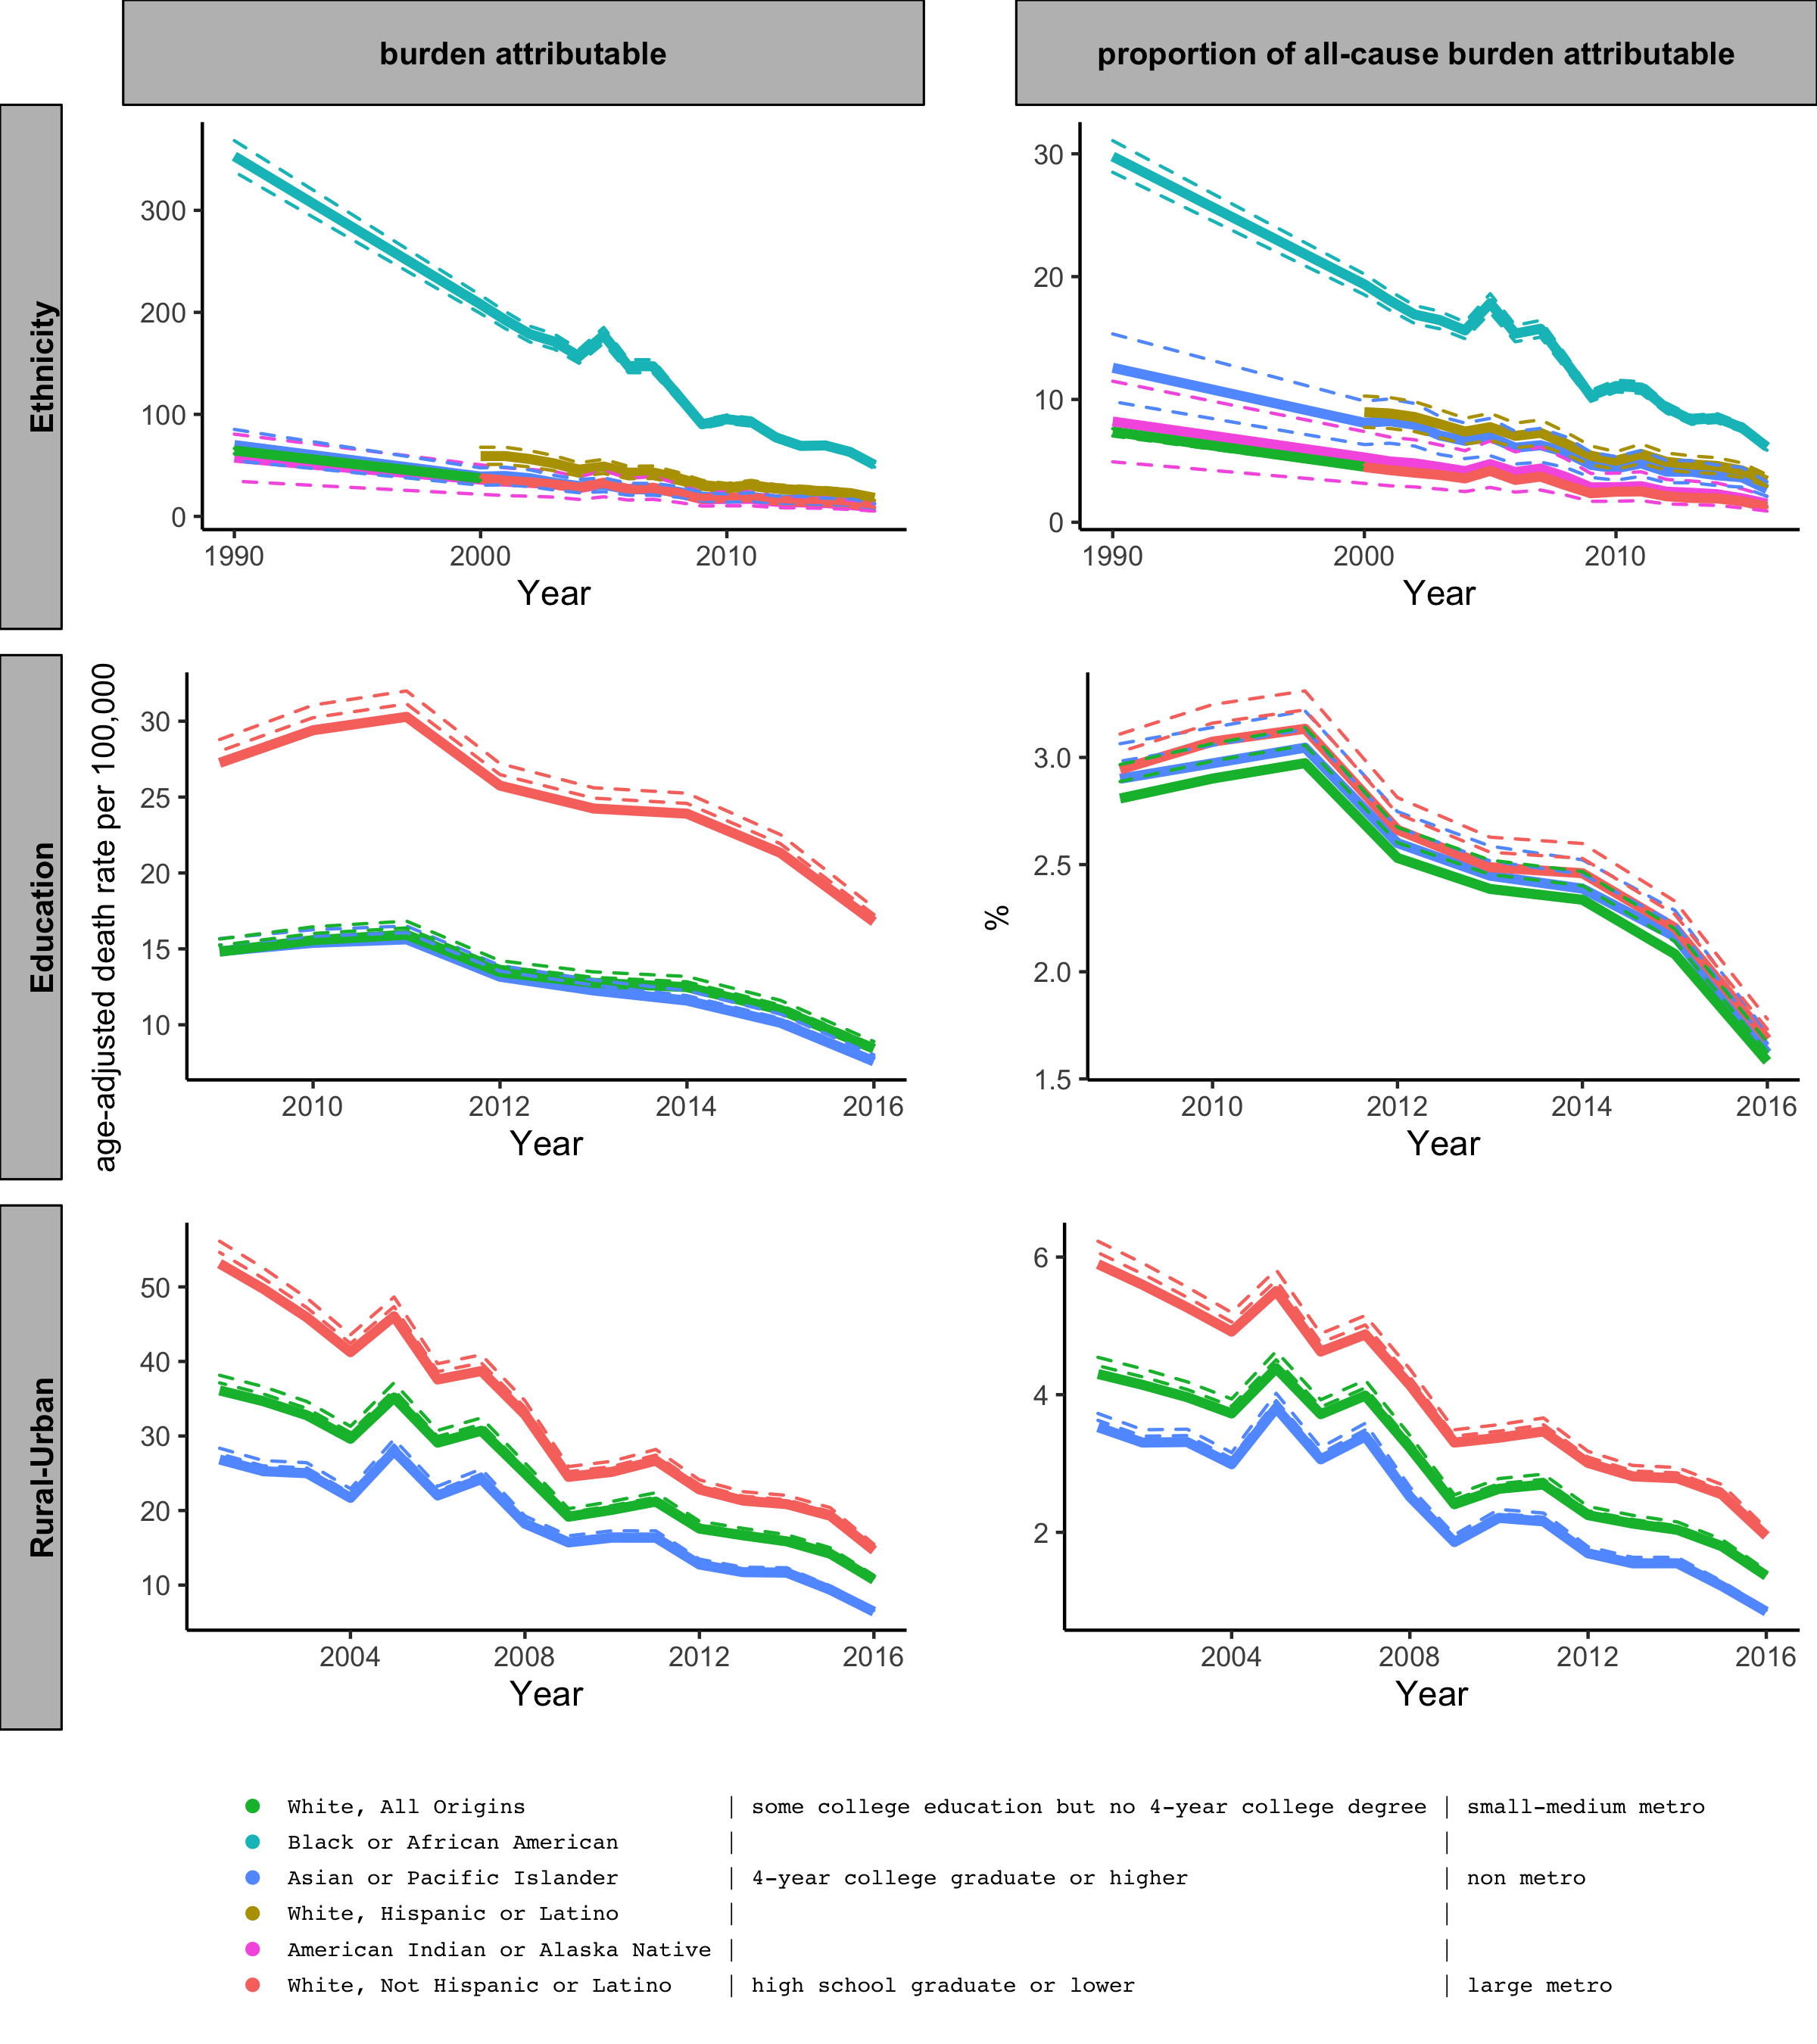 burden attributable
proportion of all-cause burden attributable
Ethnicity
300
200
100
0
1990 2000 2010
Year
30
20
10
0
1990 2000 2010
Year
Education
age-adjusted death rate per 100,000
30
25
20
15
10
2010 2012 2014 2016
Year
%
3.0
2.5
2.0
1.5
2010 2012 2014 2016
Year
Rural-Urban
50
40
30
20
10
2004 2008 2012 2016
Year
6
4
2
2004 2008 2012 2016
Year
White, All Origins | some college education but no 4-year college degree | small-medium metro
Black or African American | |
Asian or Pacific Islander | 4-year college graduate or higher | non metro
White, Hispanic or Latino | |
American Indian or Alaska Native | |
White, Not Hispanic or Latino | high school graduate or lower | large metro